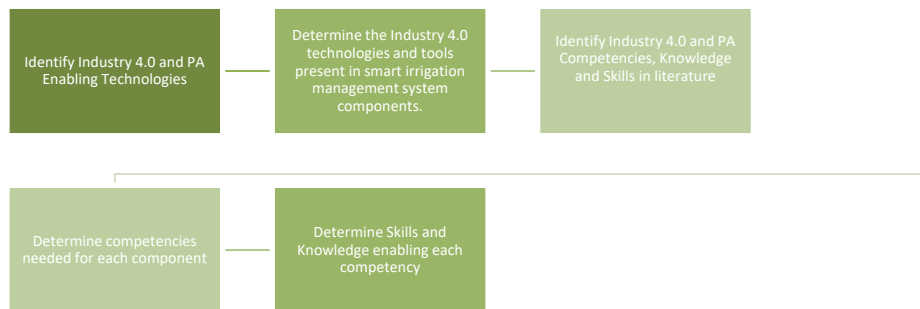 Identify Industry 4.0 and PA
Enabling Technologies
Determine the Industry 4.0
technologies and tools
present in smart irrigation
management system
components.
Identify Industry 4.0 and PA
Competencies, Knowledge
and Skills in literature
Determine competencies
needed for each component
Determine Skills and
Knowledge enabling each
competency